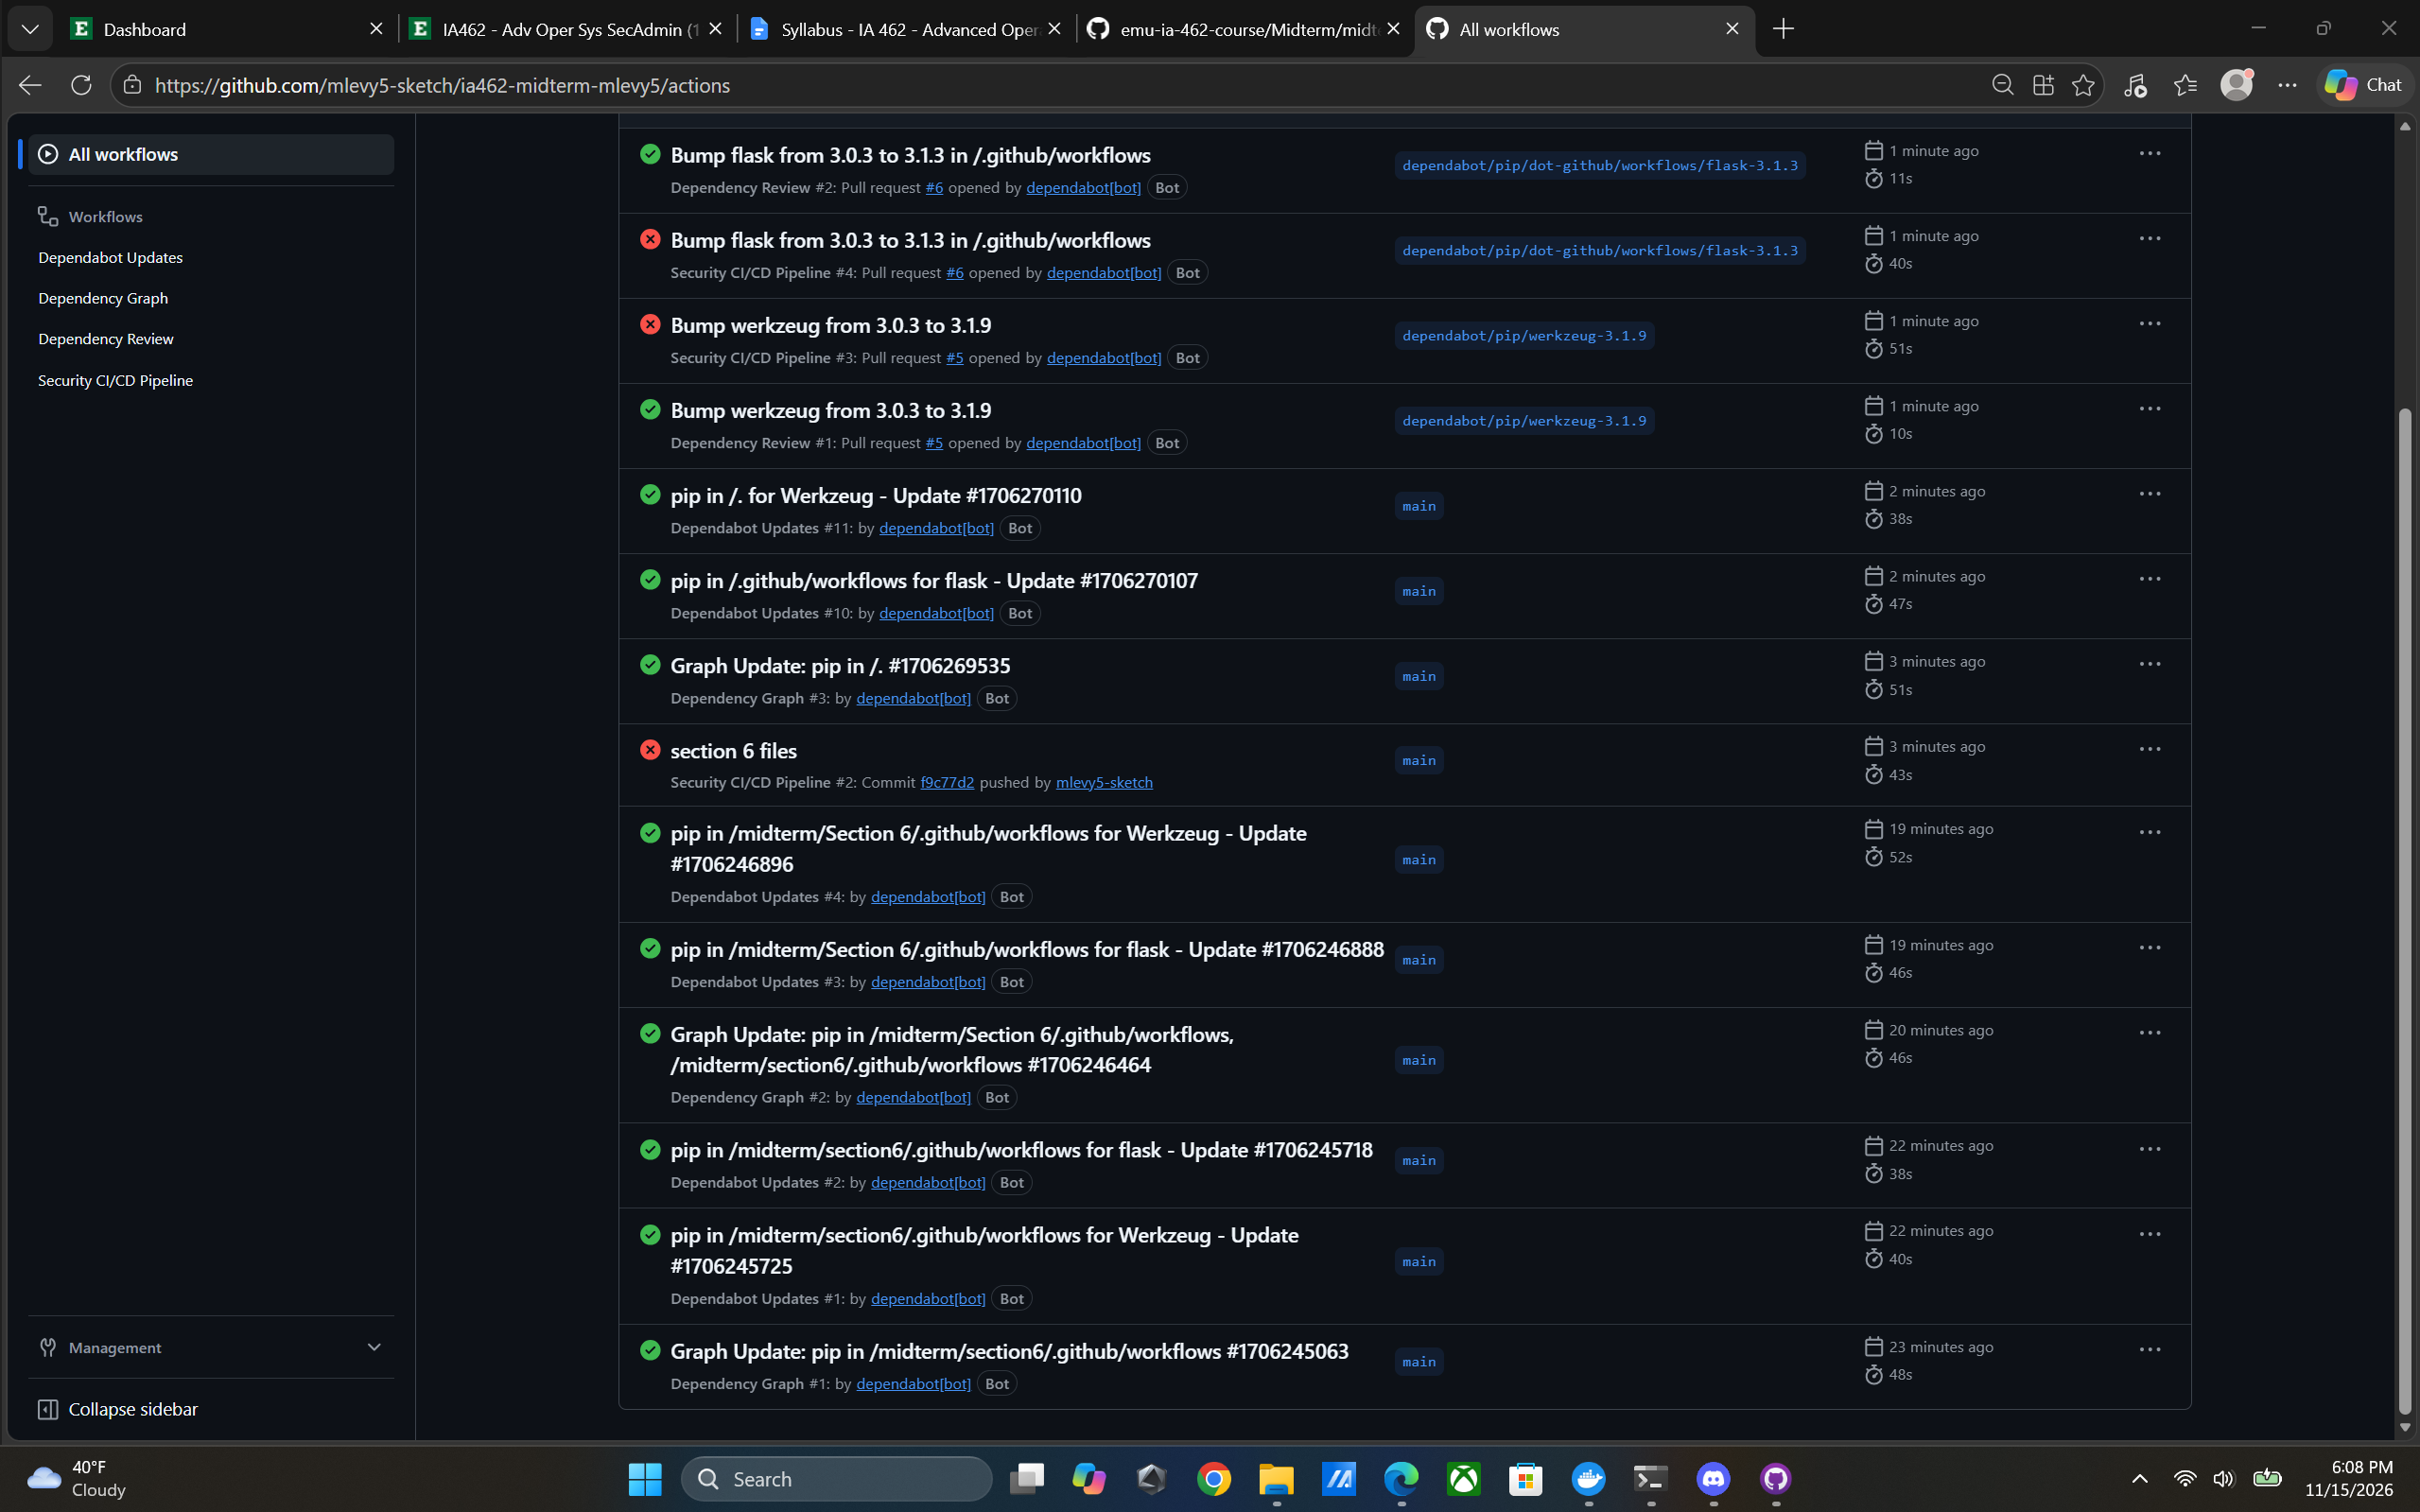 Dashboard
IA462 - Adv Oper Sys SecAdmin (1
Syllabus - IA 462 - Advanced Oper
emu-ia-462-course/Midterm/midt
All workflows
https://github.com/mlevy5-sketch/ia462-midterm-mlevy5/actions
Chat
All workflows
Workflows
Dependabot Updates
Dependency Graph
Dependency Review
Security CI/CD Pipeline
Management
Collapse sidebar
Bump flask from 3.0.3 to 3.1.3 in /.github/workflows
Dependency Review #2: Pull request #6 opened by dependabot[bot] Bot
dependabot/pip/dot-github/workflows/flask-3.1.3
1 minute ago
11s
Bump flask from 3.0.3 to 3.1.3 in /.github/workflows
Security CI/CD Pipeline #4: Pull request #6 opened by dependabot[bot] Bot
dependabot/pip/dot-github/workflows/flask-3.1.3
1 minute ago
40s
Bump werkzeug from 3.0.3 to 3.1.9
Security CI/CD Pipeline #3: Pull request #5 opened by dependabot[bot] Bot
dependabot/pip/werkzeug-3.1.9
1 minute ago
51s
Bump werkzeug from 3.0.3 to 3.1.9
Dependency Review #1: Pull request #5 opened by dependabot[bot] Bot
dependabot/pip/werkzeug-3.1.9
1 minute ago
10s
pip in /. for Werkzeug - Update #1706270110
Dependabot Updates #11: by dependabot[bot] Bot
main
2 minutes ago
38s
pip in /.github/workflows for flask - Update #1706270107
Dependabot Updates #10: by dependabot[bot] Bot
main
2 minutes ago
47s
Graph Update: pip in /. #1706269535
Dependency Graph #3: by dependabot[bot] Bot
main
3 minutes ago
51s
section 6 files
Security CI/CD Pipeline #2: Commit f9c77d2 pushed by mlevy5-sketch
main
3 minutes ago
43s
pip in /midterm/Section 6/.github/workflows for Werkzeug - Update
#1706246896
Dependabot Updates #4: by dependabot[bot] Bot
main
19 minutes ago
52s
pip in /midterm/Section 6/.github/workflows for flask - Update #1706246888
Dependabot Updates #3: by dependabot[bot] Bot
main
19 minutes ago
46s
Graph Update: pip in /midterm/Section 6/.github/workflows,
/midterm/section6/.github/workflows #1706246464
Dependency Graph #2: by dependabot[bot] Bot
main
20 minutes ago
46s
pip in /midterm/section6/.github/workflows for flask - Update #1706245718
Dependabot Updates #2: by dependabot[bot] Bot
main
22 minutes ago
38s
pip in /midterm/section6/.github/workflows for Werkzeug - Update
#1706245725
Dependabot Updates #1: by dependabot[bot] Bot
main
22 minutes ago
40s
Graph Update: pip in /midterm/section6/.github/workflows #1706245063
Dependency Graph #1: by dependabot[bot] Bot
main
23 minutes ago
48s
40°F
Cloudy
Search
6:08 PM
11/15/2026